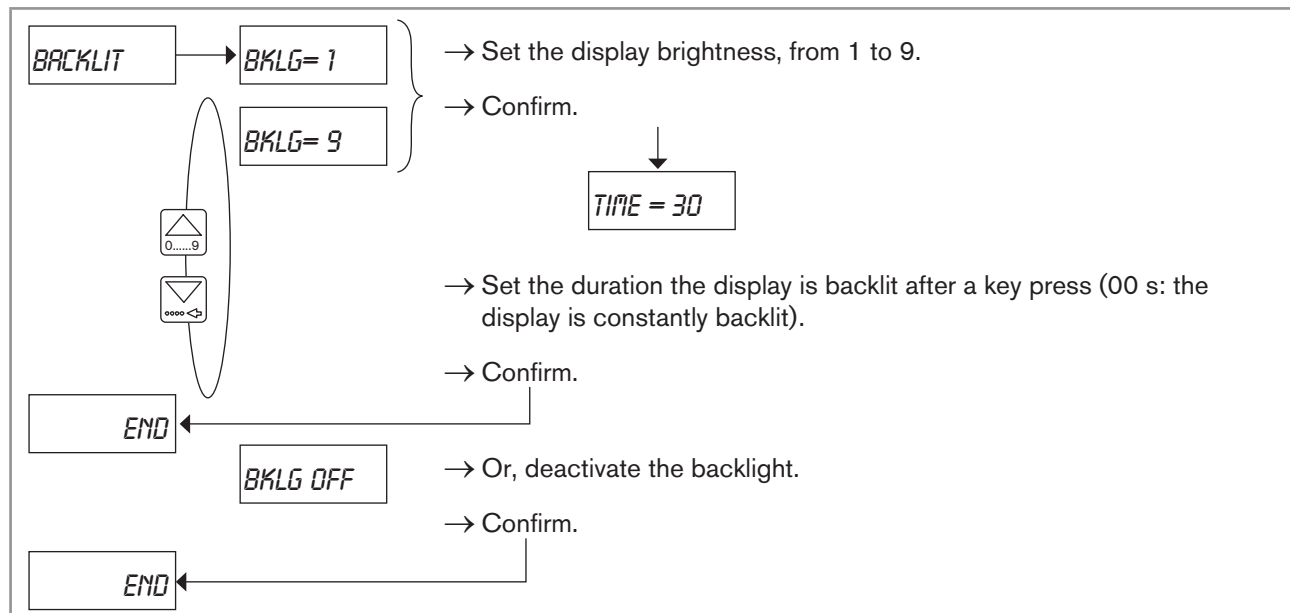 BACKLIT
BKLG= 1
→ Set the display brightness, from 1 to 9.
→ Confirm.
BKLG= 9
TIME = 30
0......9
→ Set the duration the display is backlit after a key press (00 s: the
display is constantly backlit).
→ Confirm.
END
BKLG OFF
→ Or, deactivate the backlight.
→ Confirm.
END